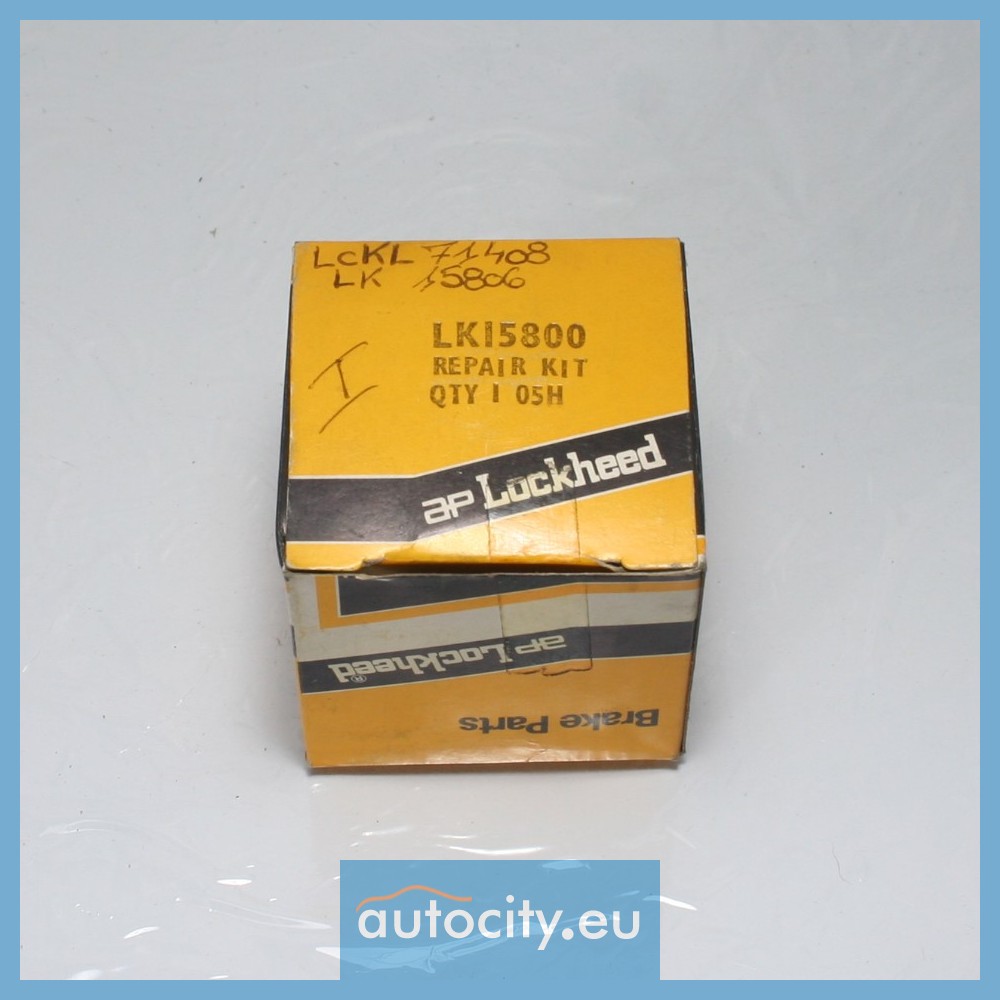 LcKL 71408
LK 15806
I
LK15800
REPAIR KIT
QTY 1 05H
ap Lockheed
ap Lockheed®
Brake Parts
autocity.eu